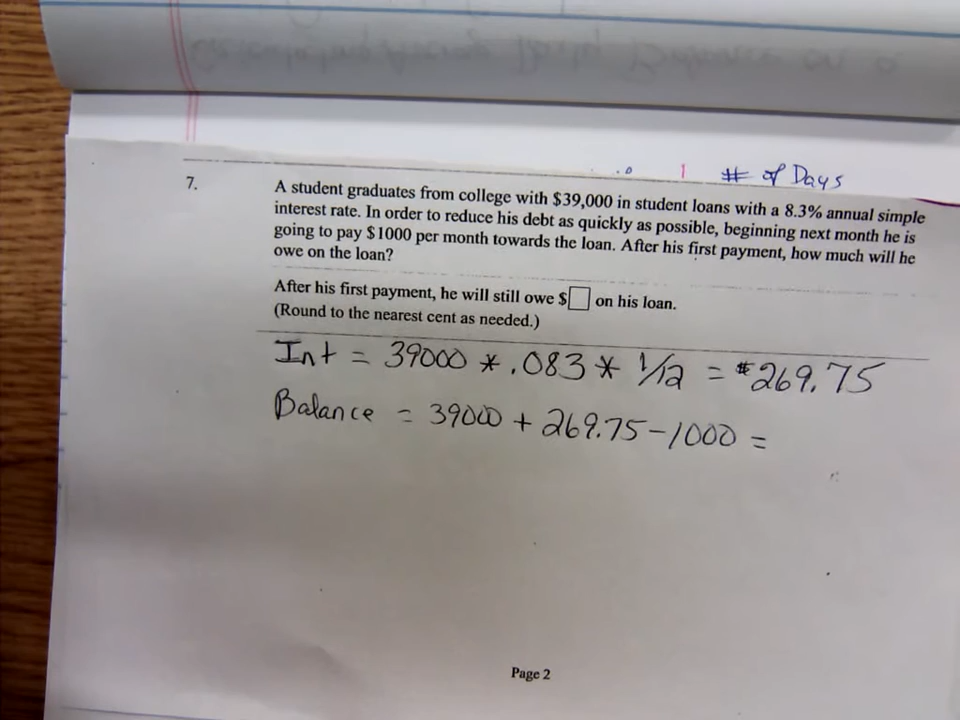 # of Days
7.
A student graduates from college with $39,000 in student loans with a 8.3% annual simple
interest rate. In order to reduce his debt as quickly as possible, beginning next month he is
going to pay $1000 per month towards the loan. After his first payment, how much will he
owe on the loan?
After his first payment, he will still owe $ on his loan.
(Round to the nearest cent as needed.)
Int = 39000 * .083 * 1/12 = $269.75
Balance = 39000 + 269.75 - 1000 =
Page 2